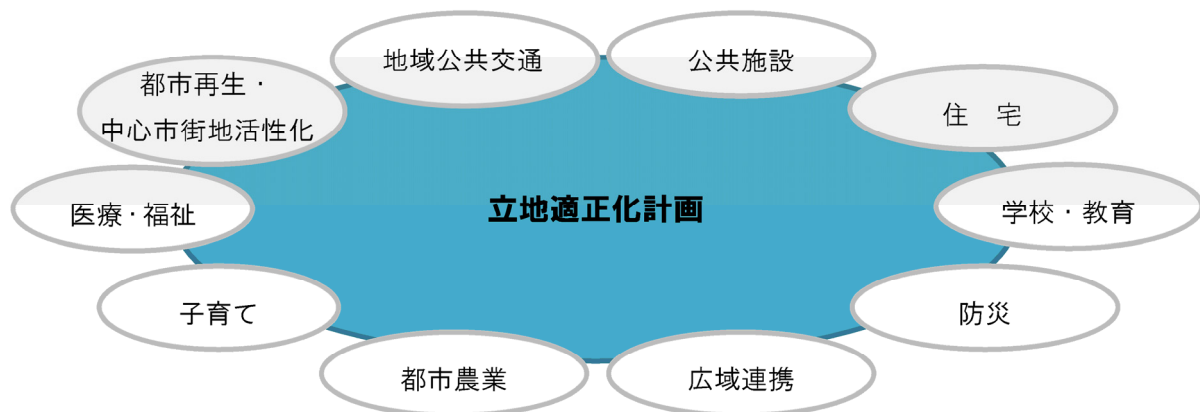 地域公共交通
公共施設
都市再生・
中心市街地活性化
住　宅
医療・福祉
立地適正化計画
学校・教育
子育て
防災
都市農業
広域連携